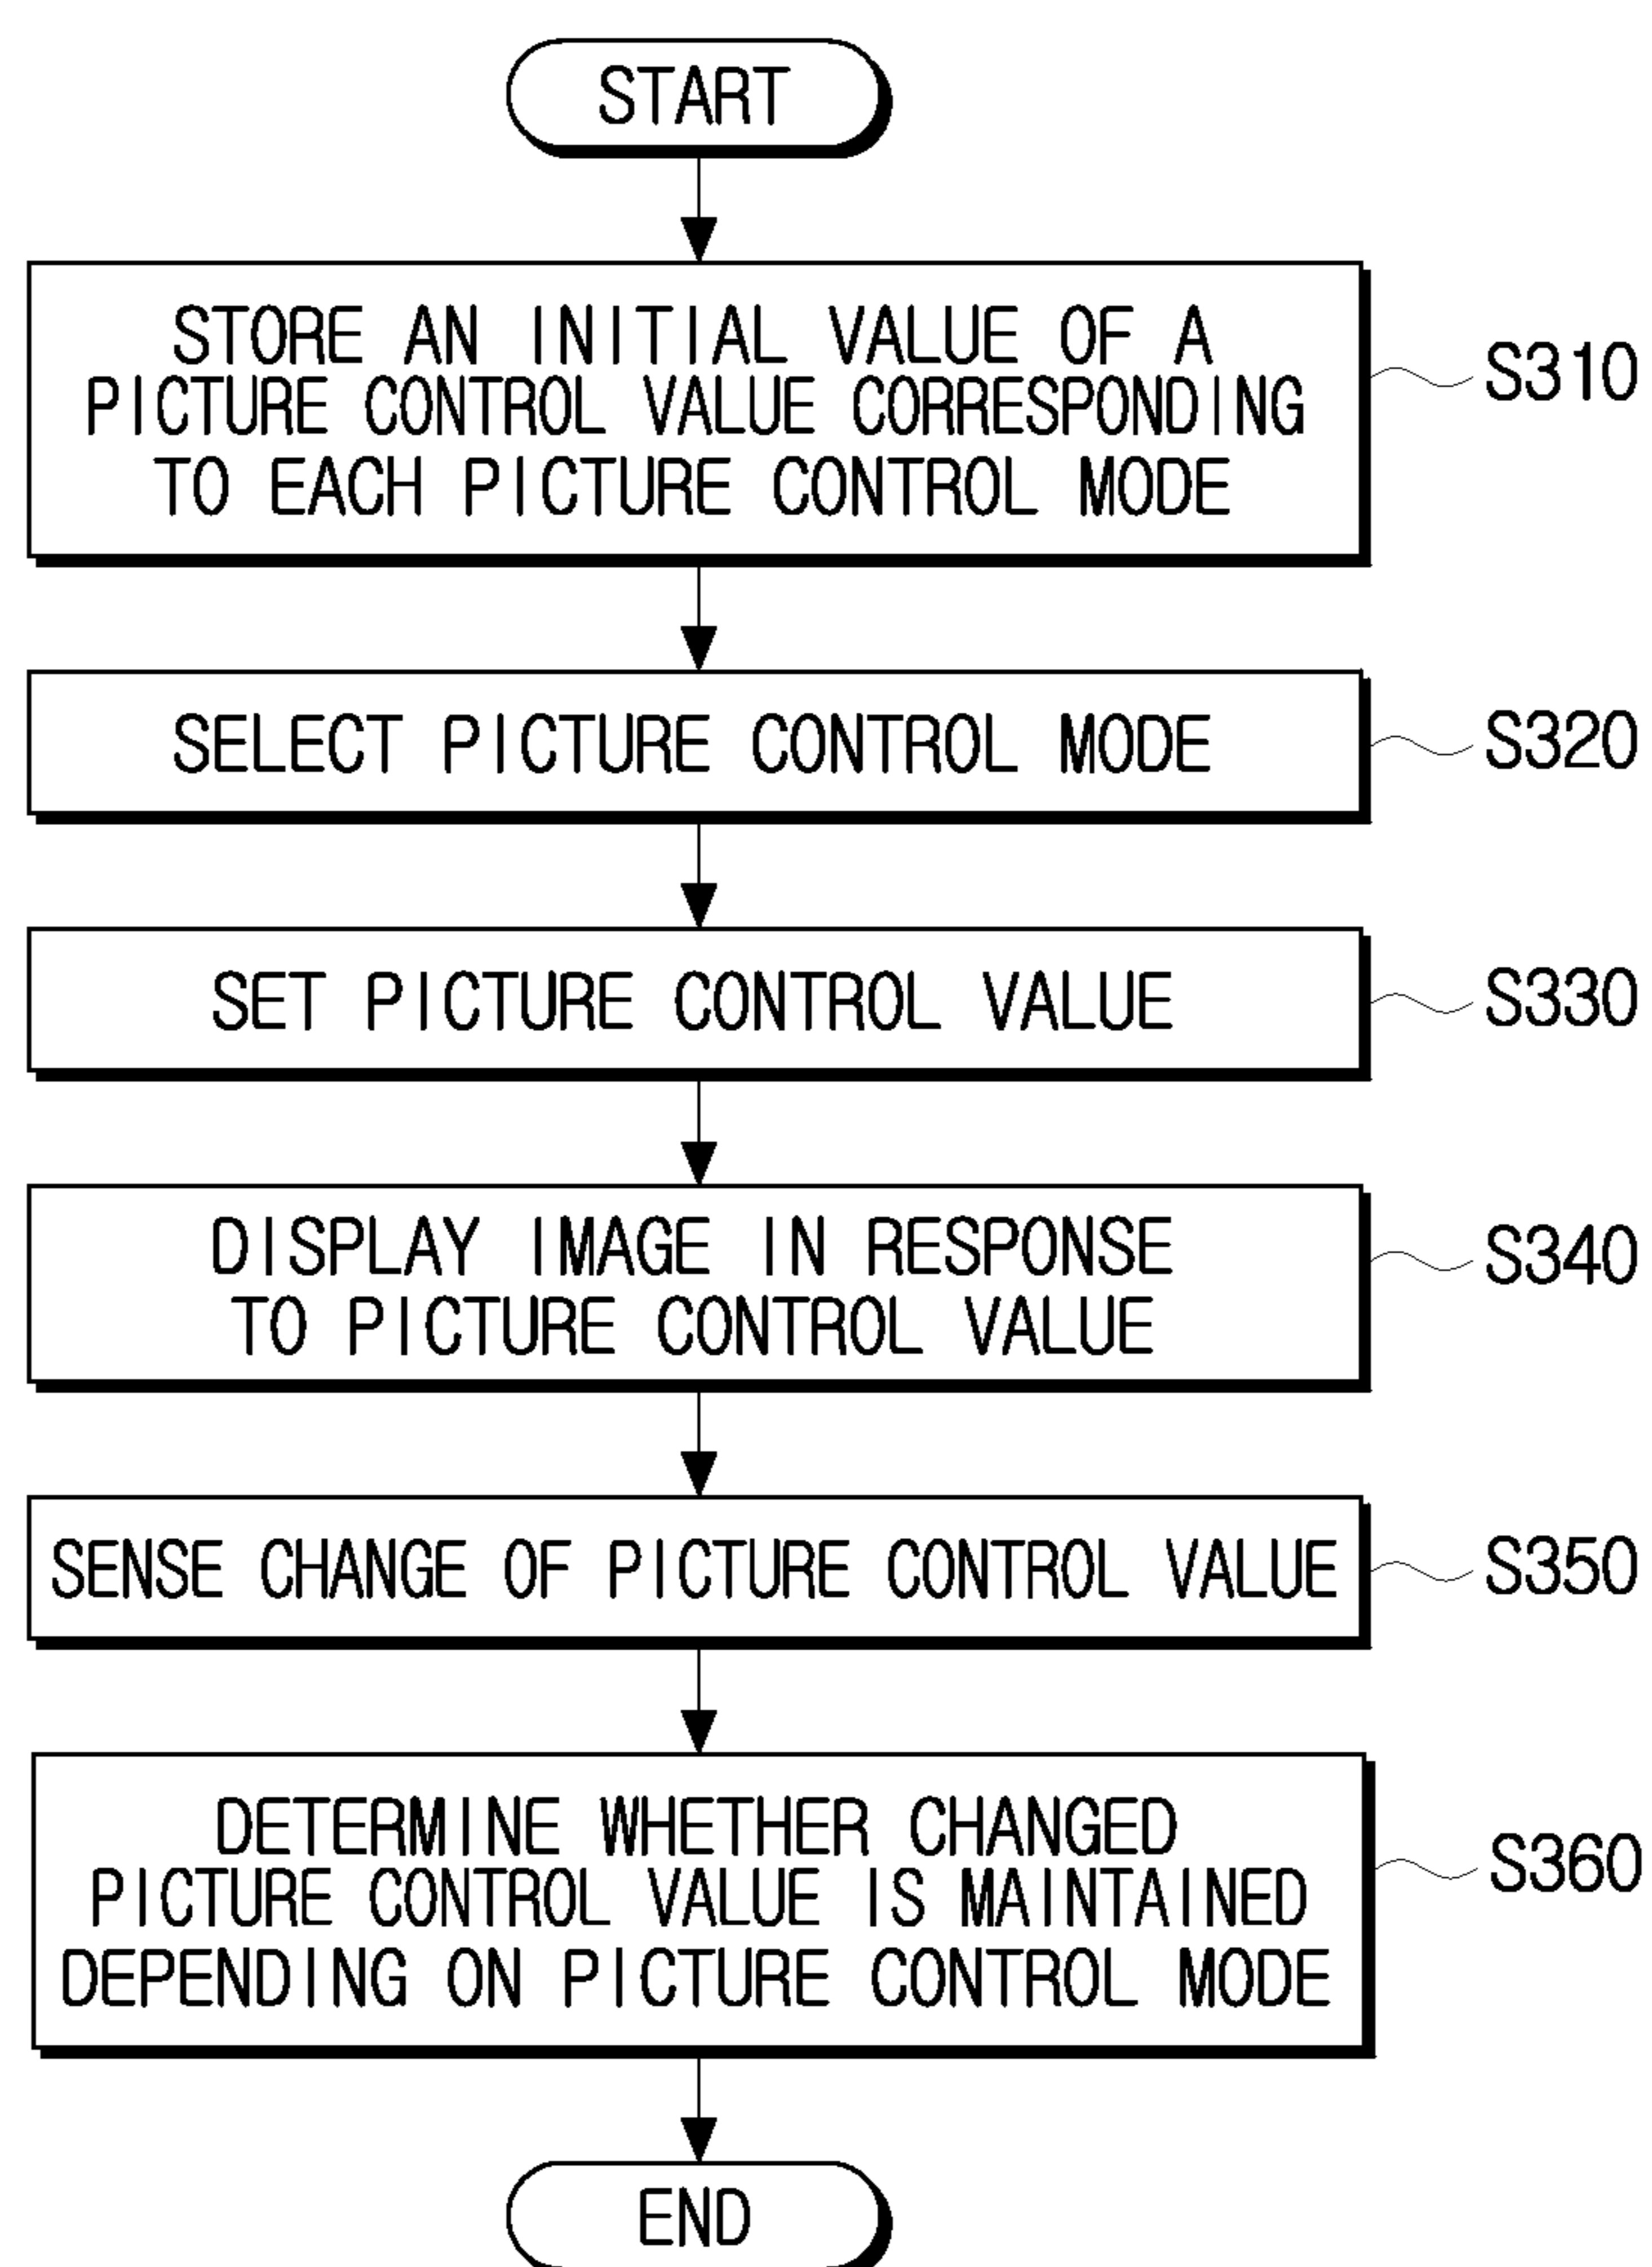 START
STORE AN INITIAL VALUE OF A
PICTURE CONTROL VALUE CORRESPONDING
TO EACH PICTURE CONTROL MODE
S310
SELECT PICTURE CONTROL MODE
S320
SET PICTURE CONTROL VALUE
S330
DISPLAY IMAGE IN RESPONSE
TO PICTURE CONTROL VALUE
S340
SENSE CHANGE OF PICTURE CONTROL VALUE
S350
DETERMINE WHETHER CHANGED
PICTURE CONTROL VALUE IS MAINTAINED
DEPENDING ON PICTURE CONTROL MODE
S360
END